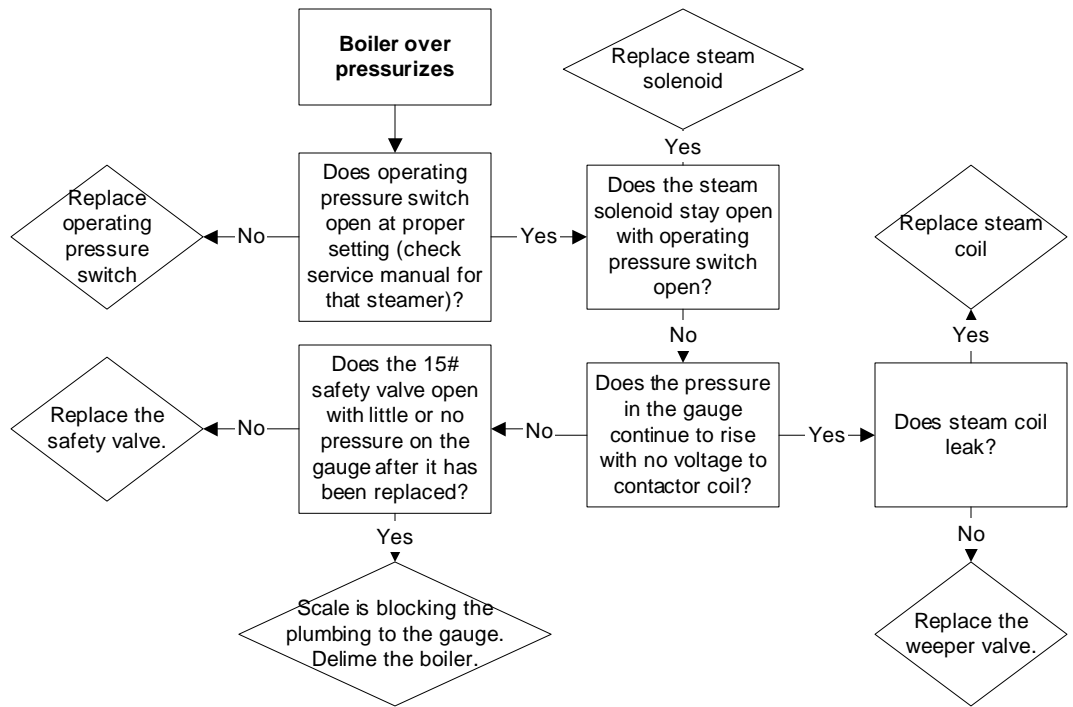 Boiler over
pressurizes
Replace steam
solenoid
Yes
Does operating
pressure switch
open at proper
setting (check
service manual for
that steamer)?
No
Replace
operating
pressure
switch
Yes
Does the steam
solenoid stay open
with operating
pressure switch
open?
Replace steam
coil
Yes
No
Does the 15#
safety valve open
with little or no
pressure on the
gauge after it has
been replaced?
No
Replace the
safety valve.
No
Does the pressure
in the gauge
continue to rise
with no voltage to
contactor coil?
Yes
Does steam coil
leak?
Yes
Scale is blocking the
plumbing to the gauge.
Delime the boiler.
No
Replace the
weeper valve.